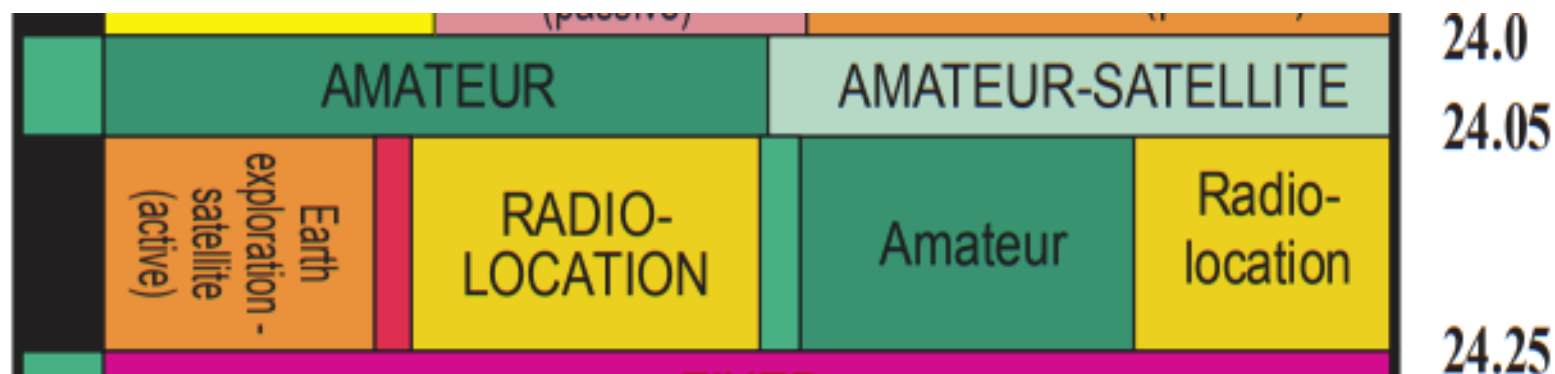 (passive)
24.0
AMATEUR
AMATEUR-SATELLITE
24.05
Earth
exploration -
satellite
(active)
RADIO-
LOCATION
Amateur
Radio-
location
24.25